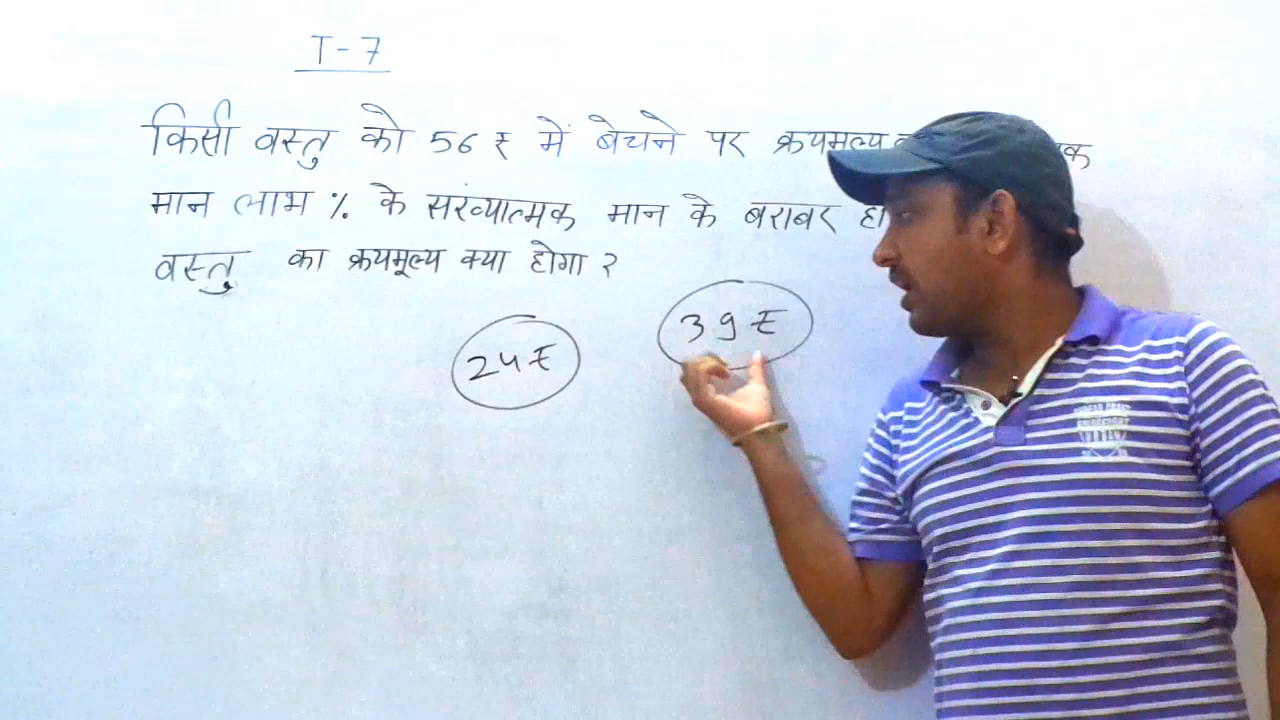 T-7
किसी वस्तु को 56 ₹ में बेचने पर क्रयमूल्य
मान लाभ % के संख्यात्मक मान के बराबर हो
वस्तु का क्रयमूल्य क्या होगा ?
24₹ 39₹